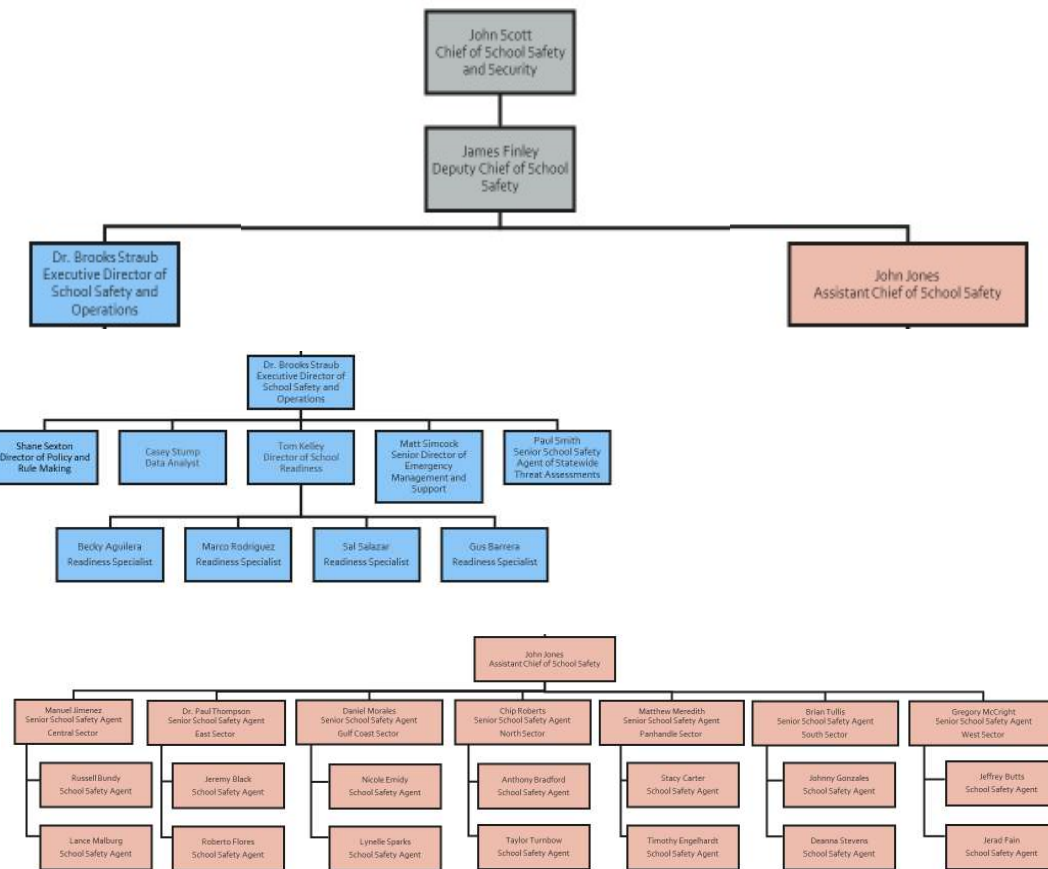 John Scott
Chief of School Safety
and Security
James Finley
Deputy Chief of School
Safety
Dr. Brooks Straub
Executive Director of
School Safety and
Operations
John Jones
Assistant Chief of School Safety
Dr. Brooks Straub
Executive Director of
School Safety and
Operations
Shane Sexton
Director of Policy and
Rule Making
Casey Stump
Data Analyst
Tom Kelley
Director of School
Readiness
Matt Simcock
Senior Director of
Emergency
Management and
Support
Paul Smith
Senior School Safety
Agent of Statewide
Threat Assessments
Becky Aguilera
Readiness Specialist
Marco Rodriguez
Readiness Specialist
Sal Salazar
Readiness Specialist
Gus Barrera
Readiness Specialist
John Jones
Assistant Chief of School Safety
Manuel Jimenez
Senior School Safety Agent
Central Sector
Dr. Paul Thompson
Senior School Safety Agent
East Sector
Daniel Morales
Senior School Safety Agent
Gulf Coast Sector
Chip Roberts
Senior School Safety Agent
North Sector
Matthew Meredith
Senior School Safety Agent
Panhandle Sector
Brian Tullis
Senior School Safety Agent
South Sector
Gregory McCright
Senior School Safety Agent
West Sector
Russell Bundy
School Safety Agent
Jeremy Black
School Safety Agent
Nicole Emidy
School Safety Agent
Anthony Bradford
School Safety Agent
Stacy Carter
School Safety Agent
Johnny Gonzales
School Safety Agent
Jeffrey Butts
School Safety Agent
Lance Malburg
School Safety Agent
Roberto Flores
School Safety Agent
Lynelle Sparks
School Safety Agent
Taylor Turnbow
School Safety Agent
Timothy Engelhardt
School Safety Agent
Deanna Stevens
School Safety Agent
Jerad Pain
School Safety Agent